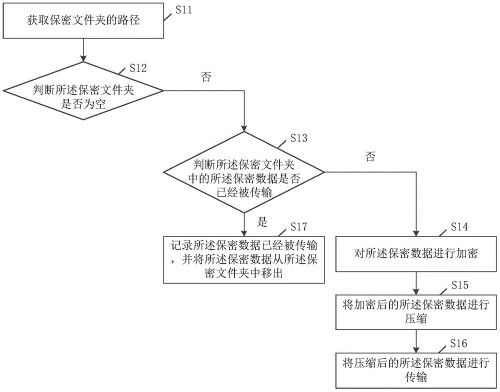 获取保密文件夹的路径
S11
S12
判断所述保密文件夹
是否为空
否
S13
判断所述保密文件夹
中的所述保密数据是否
已经被传输
否
是
S17
记录所述保密数据已经被传输
，并将所述保密数据从所述保
密文件夹中移出
S14
对所述保密数据进行加密
S15
将加密后的所述保密数据进行
压缩
S16
将压缩后的所述保密数据进行
传输